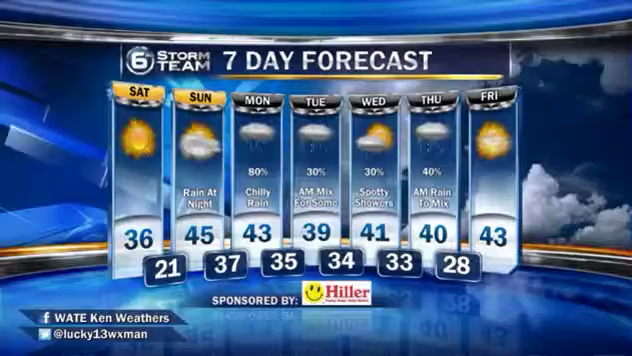 6 STORM TEAM 7 DAY FORECAST
SAT SUN MON TUE WED THU FRI
80% 30% 30% 40%
Rain At Night
Chilly Rain
AM Mix For Some
Spotty Showers
AM Rain To Mix
36 45 43 39 41 40 43
21 37 35 34 33 28
SPONSORED BY: Hiller
f WATE Ken Weathers
@lucky13wxman